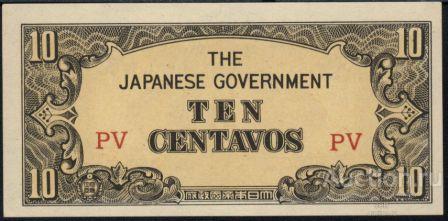 10 10
THE
JAPANESE GOVERNMENT
TEN
PV CENTAVOS PV
10 10